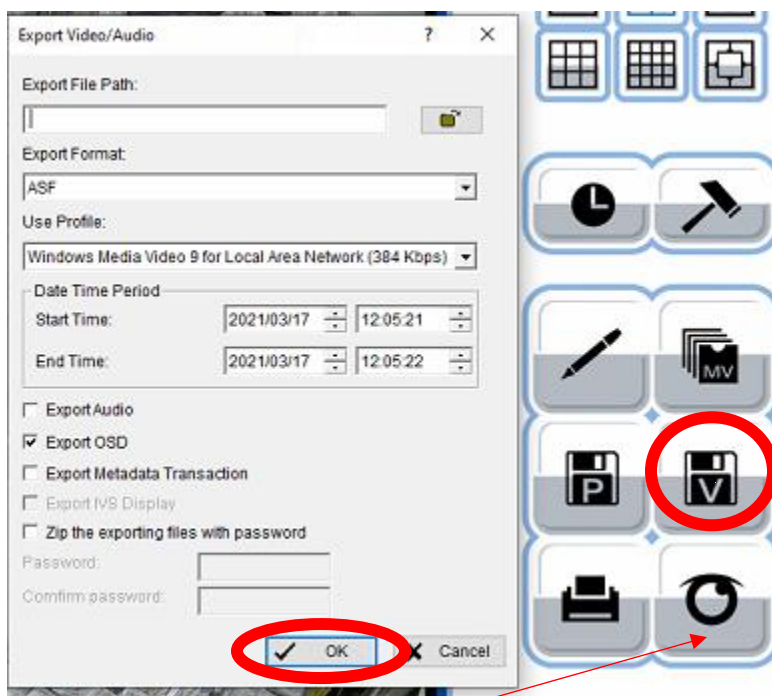 Export Video/Audio ? ×
Export File Path:
Export Format:
ASF
Use Profile:
Windows Media Video 9 for Local Area Network (384 Kbps)
Date Time Period
Start Time: 2021/03/17 12:05:21
End Time: 2021/03/17 12:05:22
Export Audio
Export OSD
Export Metadata Transaction
Export IVS Display
Zip the exporting files with password
Password:
Comfirm password:
OK Cancel
MV
P V